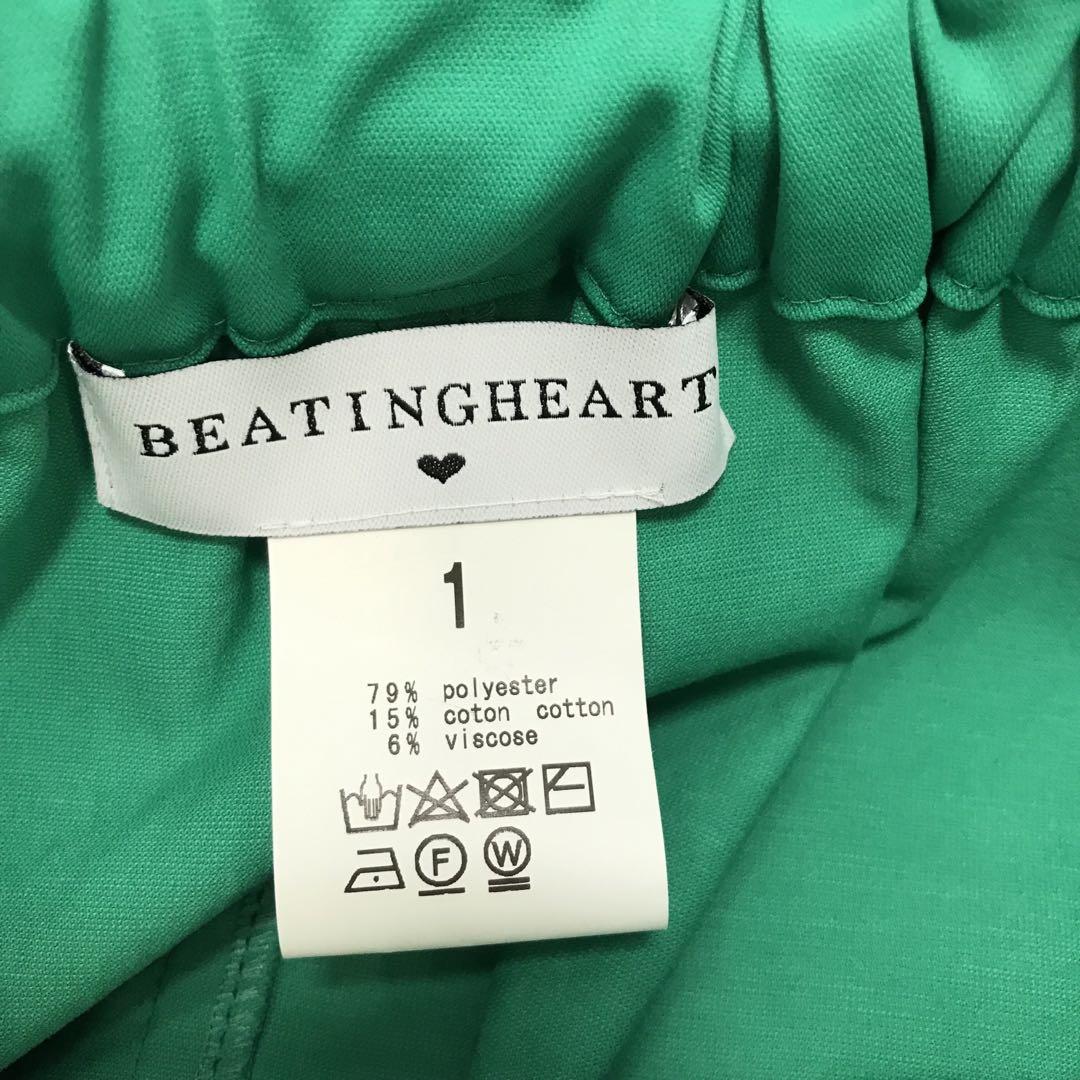 BEATINGHEART
1
79% polyester
15% coton cotton
6% viscose
F W